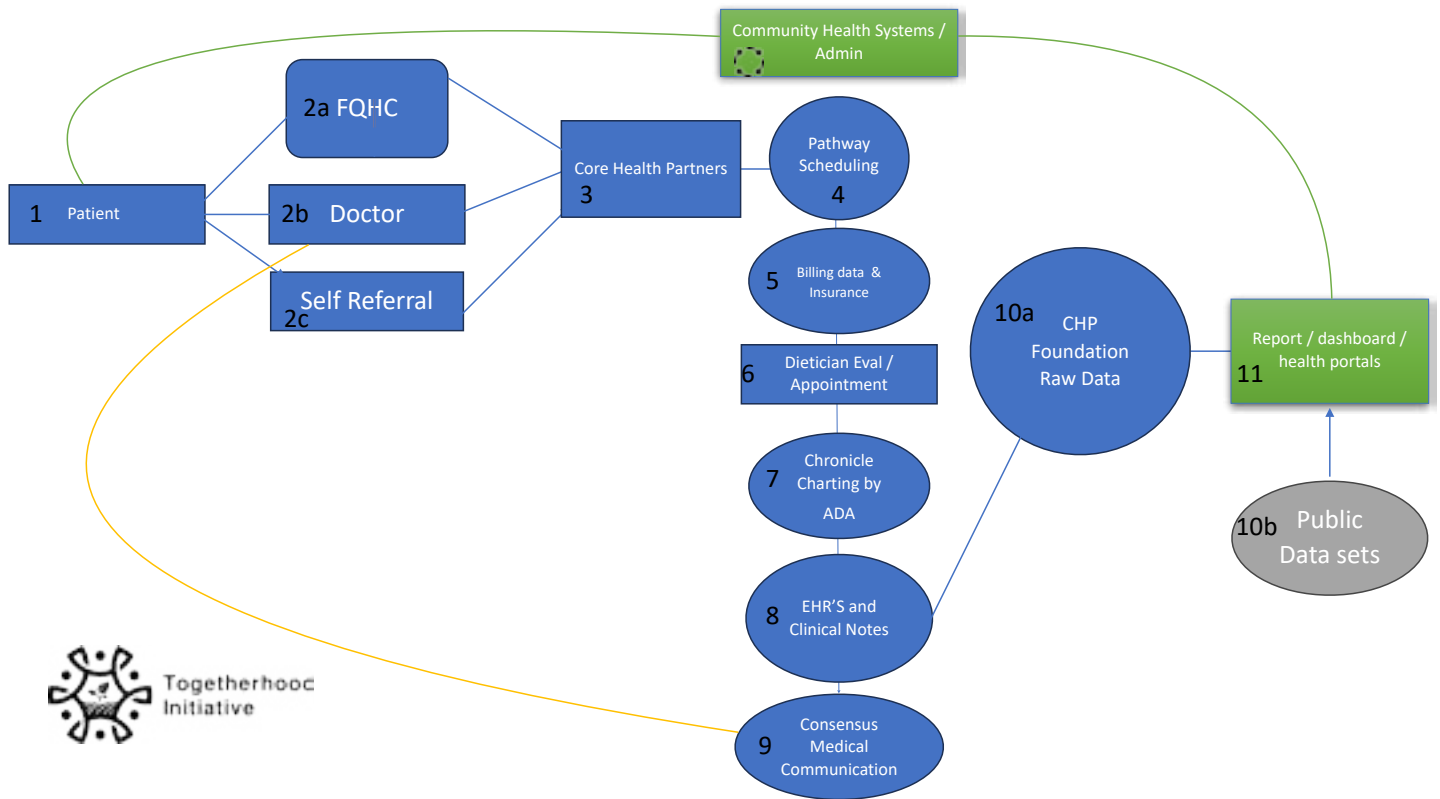 Community Health Systems /
Admin
2a FQHC
Pathway
Scheduling
4
Core Health Partners
3
1 Patient
2b Doctor
Self Referral
2c
5 Billing data & 
Insurance
10a
CHP
Foundation
Raw Data
Report / dashboard /
health portals
11
6 Dietician Eval /
Appointment
7 Chronicle
Charting by
ADA
10b Public
Data sets
8 EHR'S and
Clinical Notes
Togetherhood
Initiative
9 Consensus
Medical
Communication